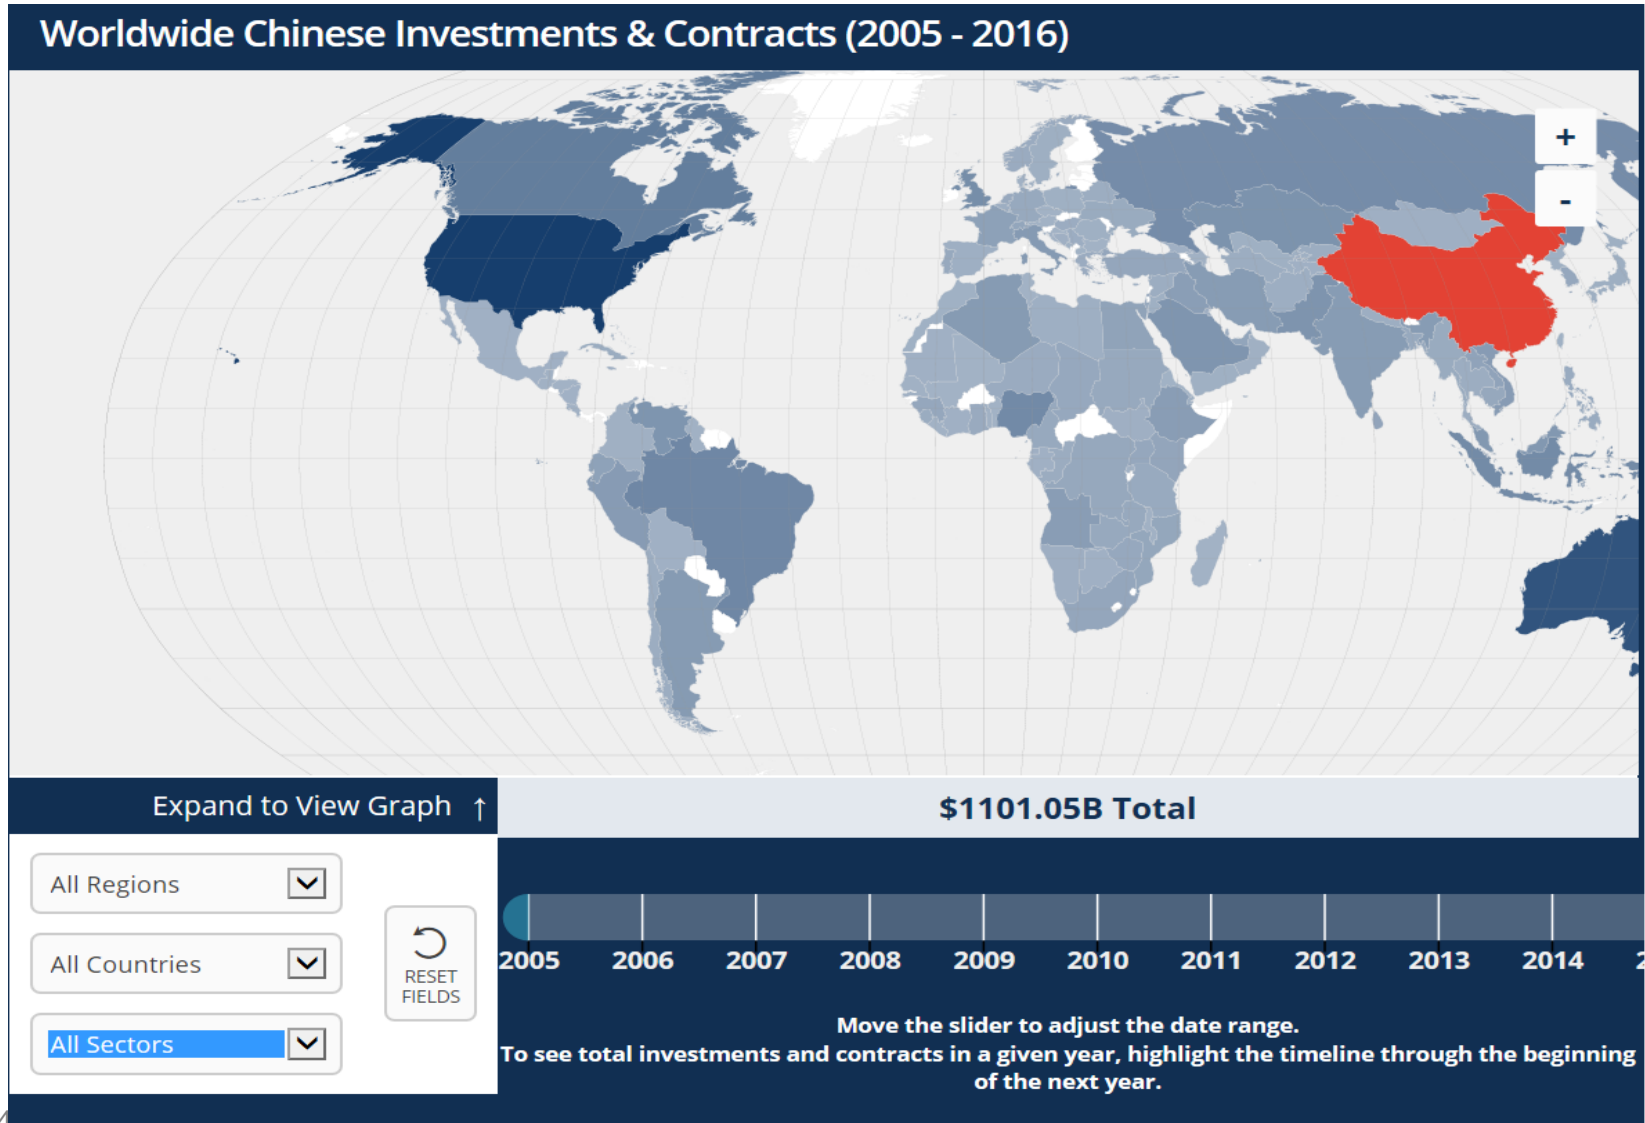 Worldwide Chinese Investments & Contracts (2005 - 2016)
+
-
Expand to View Graph ↑
$1101.05B Total
All Regions
All Countries
All Sectors
RESET
FIELDS
2005 2006 2007 2008 2009 2010 2011 2012 2013 2014
Move the slider to adjust the date range.
To see total investments and contracts in a given year, highlight the timeline through the beginning
of the next year.